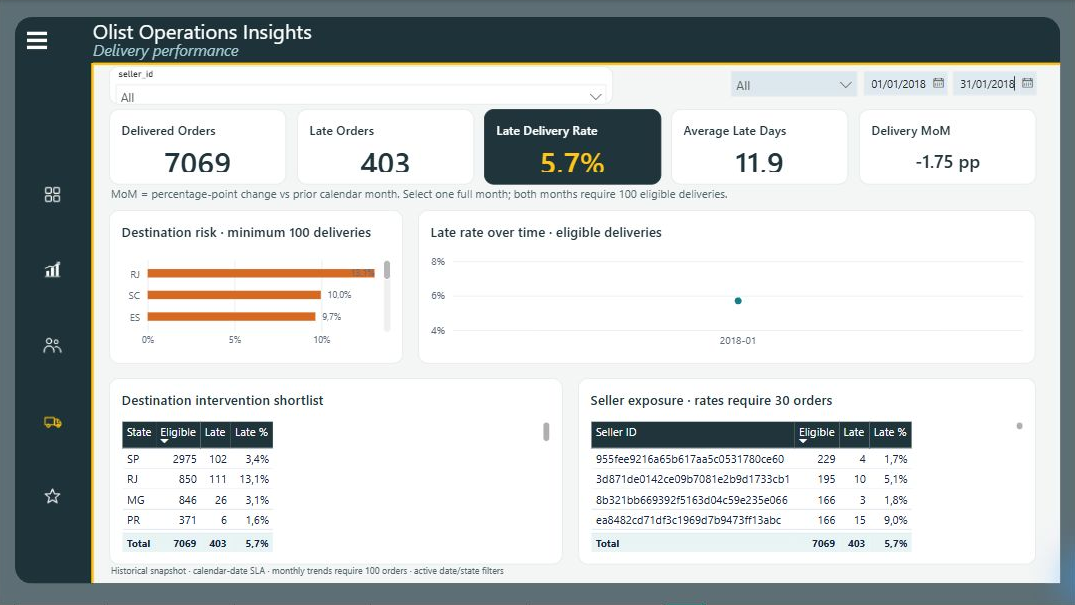 Olist Operations Insights
Delivery performance
seller_id
All
All
01/01/2018
31/01/2018
Delivered Orders
7069
Late Orders
403
Late Delivery Rate
5.7%
Average Late Days
11.9
Delivery MoM
-1.75 pp
MoM = percentage-point change vs prior calendar month. Select one full month; both months require 100 eligible deliveries.
Destination risk · minimum 100 deliveries
RJ 13,1%
SC 10,0%
ES 9,7%
0% 5% 10%
Late rate over time · eligible deliveries
8%
6%
4%
2018-01
Destination intervention shortlist
State Eligible Late Late %
SP 2975 102 3,4%
RJ 850 111 13,1%
MG 846 26 3,1%
PR 371 6 1,6%
Total 7069 403 5,7%
Seller exposure · rates require 30 orders
Seller ID Eligible Late Late %
955fee9216a65b617aa5c0531780ce60 229 4 1,7%
3d871de0142ce09b7081e2b9d1733cb1 195 10 5,1%
8b321bb669392f5163d04c59e235e066 166 3 1,8%
ea8482cd71df3c1969d7b9473ff13abc 166 15 9,0%
Total 7069 403 5,7%
Historical snapshot · calendar-date SLA · monthly trends require 100 orders · active date/state filters